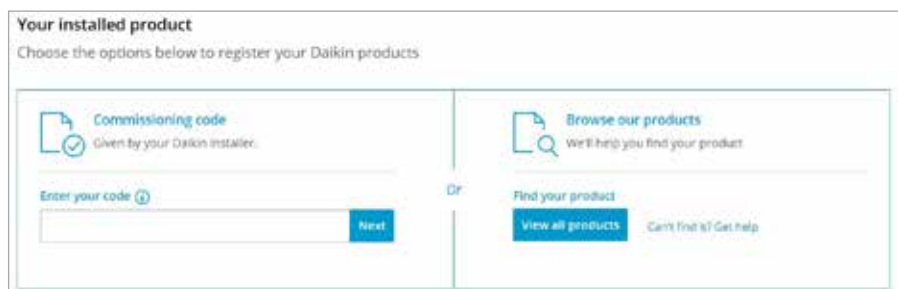 Your installed product
Choose the options below to register your Daikin products
Commissioning code
Given by your Daikin installer.
Enter your code
Next
Or
Browse our products
We'll help you find your product
Find your product
View all products
Can't find it? Get help